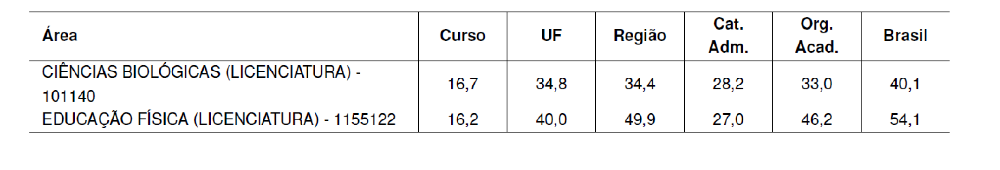 Área Curso UF Região Cat. Adm. Org. Acad. Brasil
CIÊNCIAS BIOLÓGICAS (LICENCIATURA) -
101140 16,7 34,8 34,4 28,2 33,0 40,1
EDUCAÇÃO FÍSICA (LICENCIATURA) - 1155122 16,2 40,0 49,9 27,0 46,2 54,1